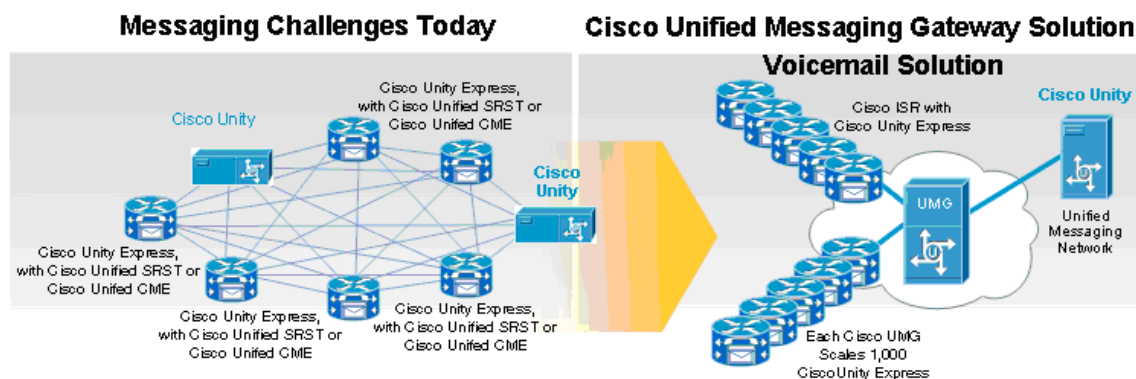 Messaging Challenges Today
Cisco Unity Express,
with Cisco Unified SRST or
Cisco Unifed CME
Cisco Unity
Cisco
Unity
Cisco Unity Express,
with Cisco Unified SRST or
Cisco Unifed CME
Cisco Unity Express,
with Cisco Unified SRST or
Cisco Unifed CME
Cisco Unity Express,
with Cisco Unified SRST or
Cisco Unifed CME
Cisco Unified Messaging Gateway Solution
Voicemail Solution
Cisco ISR with
Cisco Unity Express
Cisco Unity
UMG
Unified
Messaging
Network
Each Cisco UMG
Scales 1,000
CiscoUnity Express